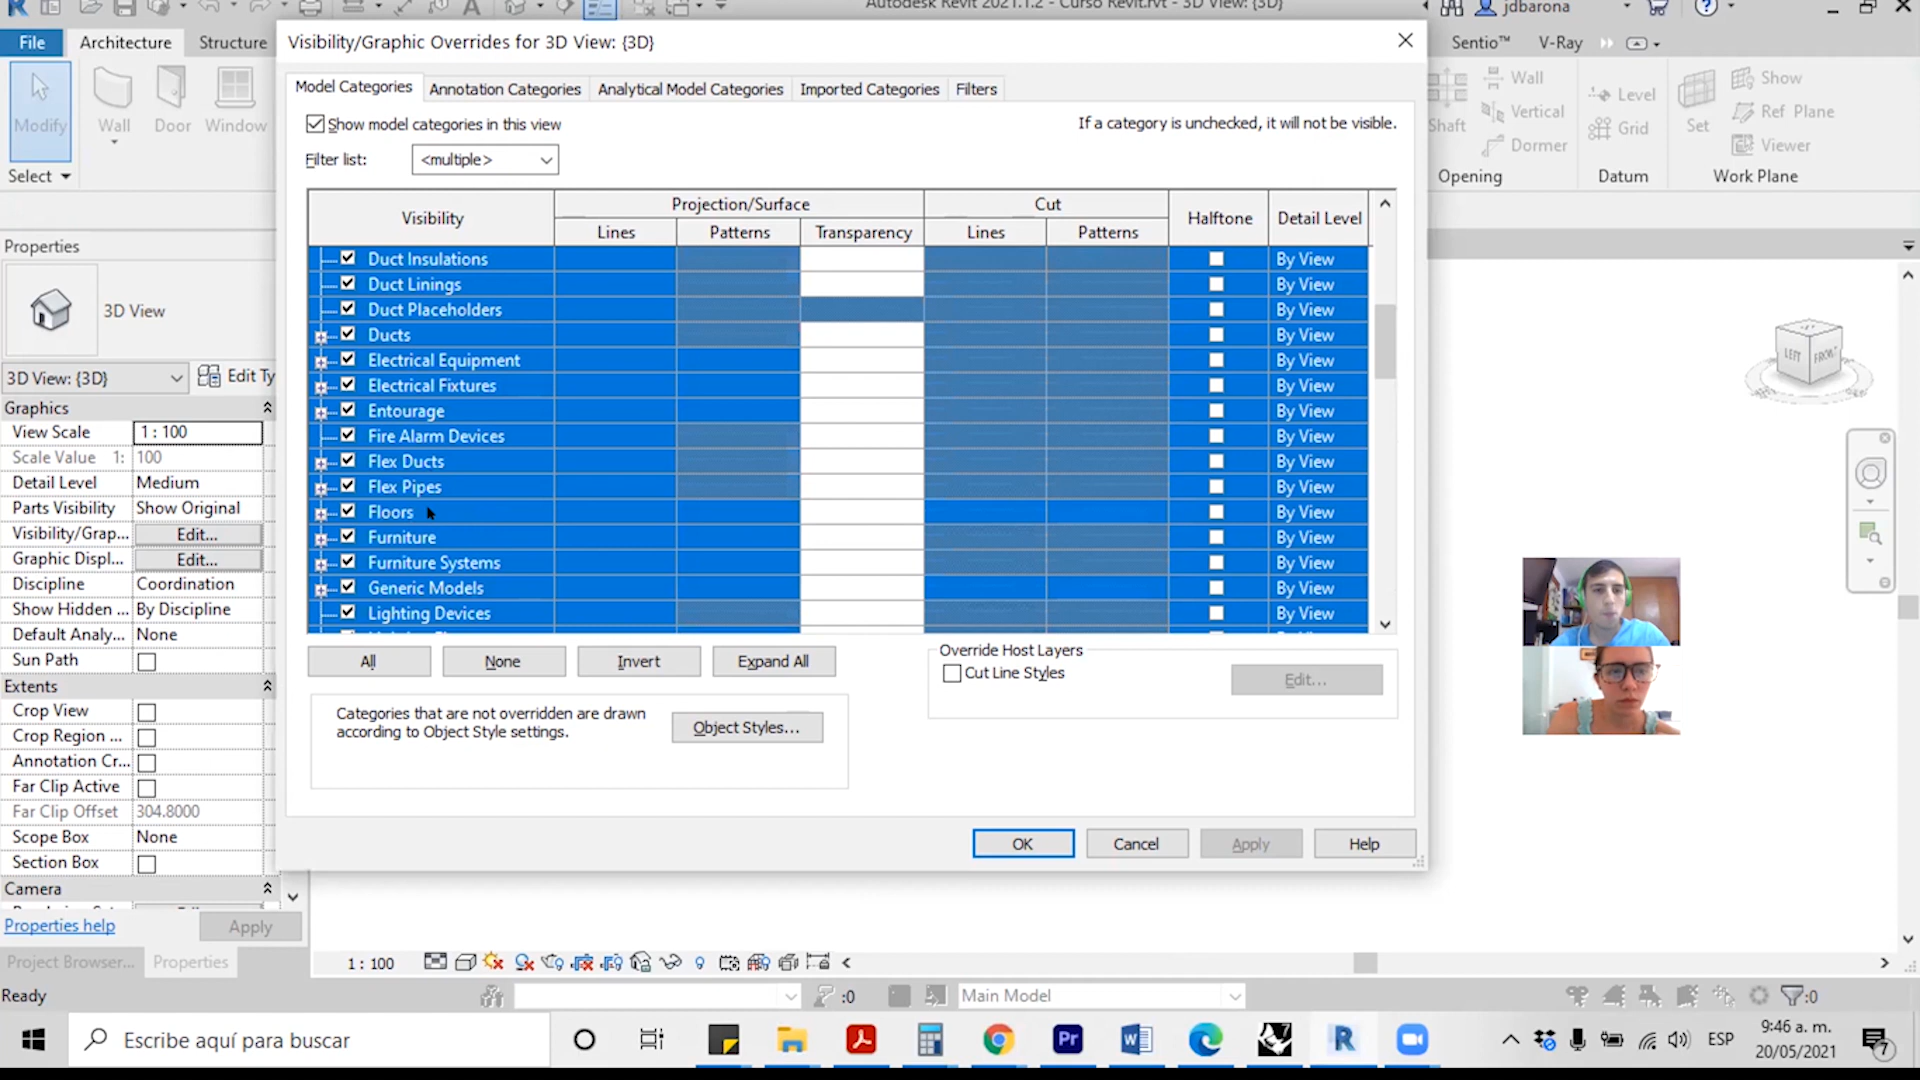 Autodesk Revit 2021.1.2 - Curso Revit.rvt - 3D View: {3D}
jdbarona
File
Architecture
Structure
Sentio™
V-Ray
Modify
Wall
Door
Window
Select
Visibility/Graphic Overrides for 3D View: {3D}
Model Categories
Annotation Categories
Analytical Model Categories
Imported Categories
Filters
Show model categories in this view
If a category is unchecked, it will not be visible.
Filter list:
<multiple>
Visibility
Projection/Surface
Cut
Halftone
Detail Level
Lines
Patterns
Transparency
Lines
Patterns
Duct Insulations By View
Duct Linings By View
Duct Placeholders By View
Ducts By View
Electrical Equipment By View
Electrical Fixtures By View
Entourage By View
Fire Alarm Devices By View
Flex Ducts By View
Flex Pipes By View
Floors By View
Furniture By View
Furniture Systems By View
Generic Models By View
Lighting Devices By View
All
None
Invert
Expand All
Override Host Layers
Cut Line Styles
Edit...
Categories that are not overridden are drawn
according to Object Style settings.
Object Styles...
OK
Cancel
Apply
Help
Shaft
Wall
Vertical
Dormer
Opening
Level
Grid
Datum
Set
Show
Ref Plane
Viewer
Work Plane
LEFT
FRONT
Properties
3D View
3D View: {3D}
Edit Ty
Graphics
View Scale 1 : 100
Scale Value 1: 100
Detail Level Medium
Parts Visibility Show Original
Visibility/Grap... Edit...
Graphic Displ... Edit...
Discipline Coordination
Show Hidden ... By Discipline
Default Analy... None
Sun Path
Extents
Crop View
Crop Region ...
Annotation Cr...
Far Clip Active
Far Clip Offset 304.8000
Scope Box None
Section Box
Camera
Properties help
Apply
Project Browser...
Properties
1 : 100
Ready
:0
Main Model
:0
Escribe aquí para buscar
Pr
ESP
9:46 a. m.
20/05/2021
7